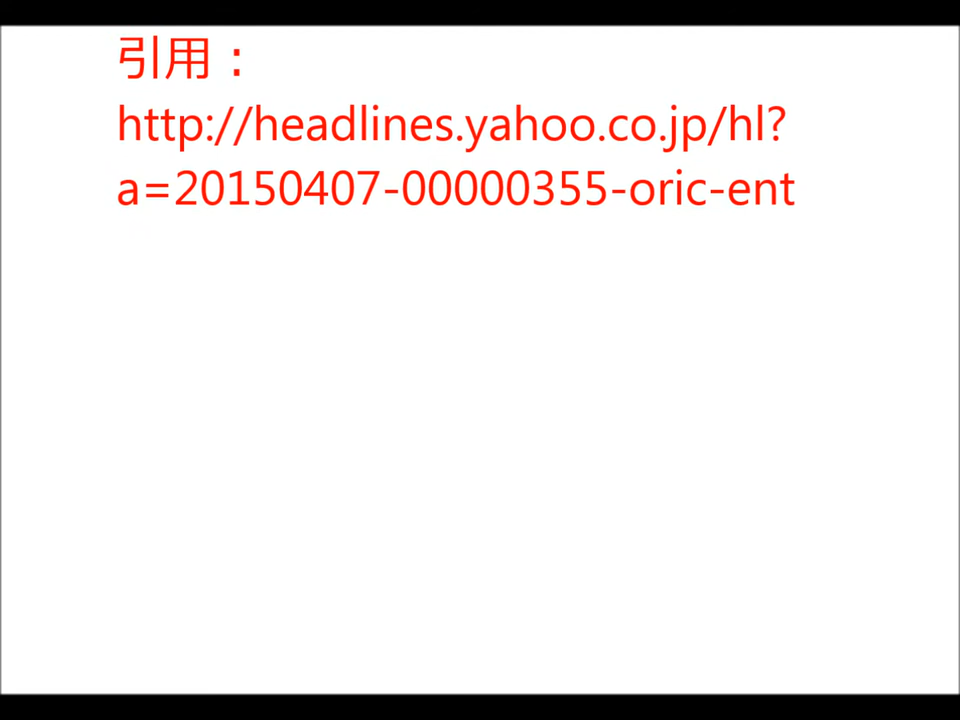 引用：
http://headlines.yahoo.co.jp/hl?
a=20150407-00000355-oric-ent